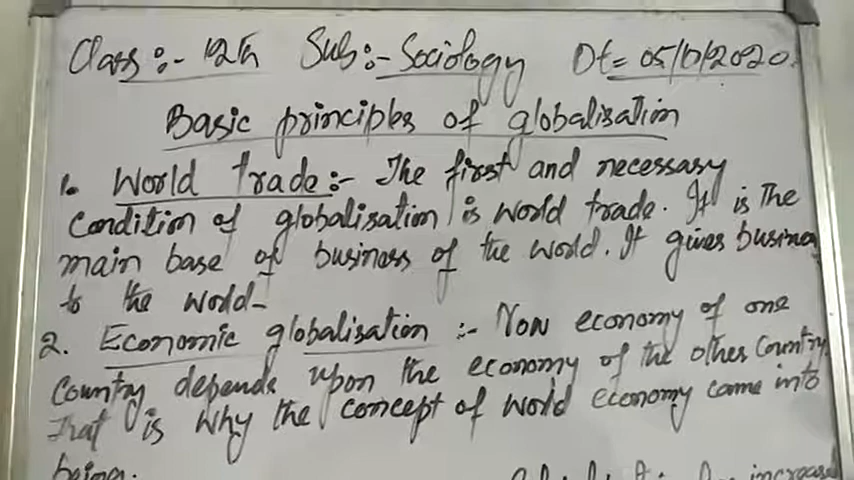 Class :- 12th Sub :- Sociology Dt = 05/10/2020.
Basic principles of globalisation
1. World trade :- The first and necessary
condition of globalisation is world trade. It is The
main base of business of the world. It gives business
to the world-
2. Economic globalisation :- Now economy of one
country depends upon the economy of the other country
That is why the concept of world economy came into
being.
increased